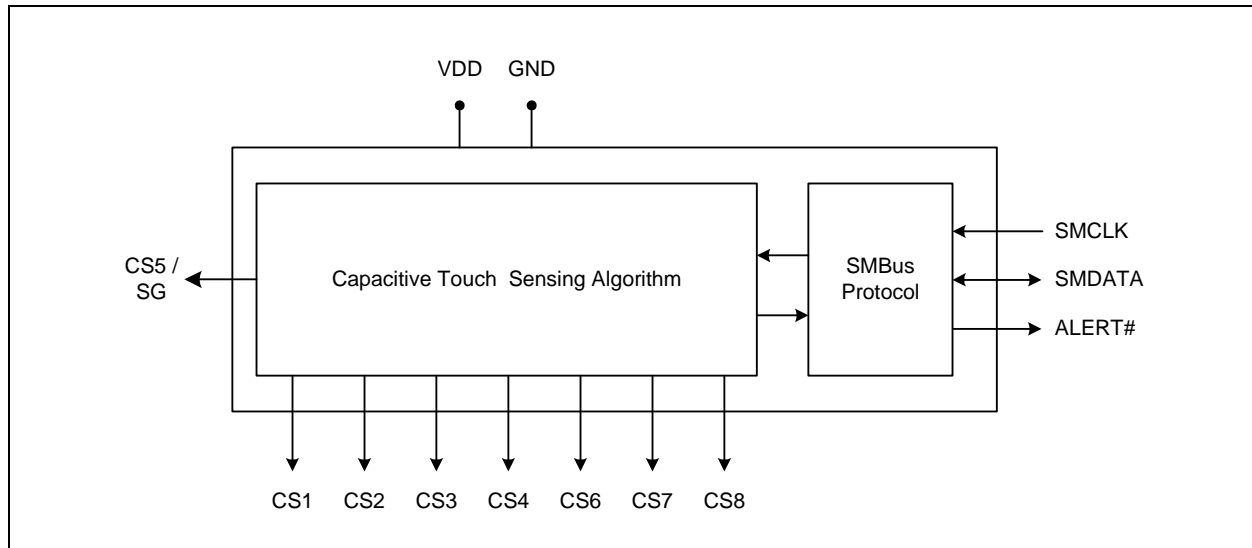 VDD GND
CS5 /
SG
Capacitive Touch Sensing Algorithm
SMBus
Protocol
SMCLK
SMDATA
ALERT#
CS1 CS2 CS3 CS4 CS6 CS7 CS8